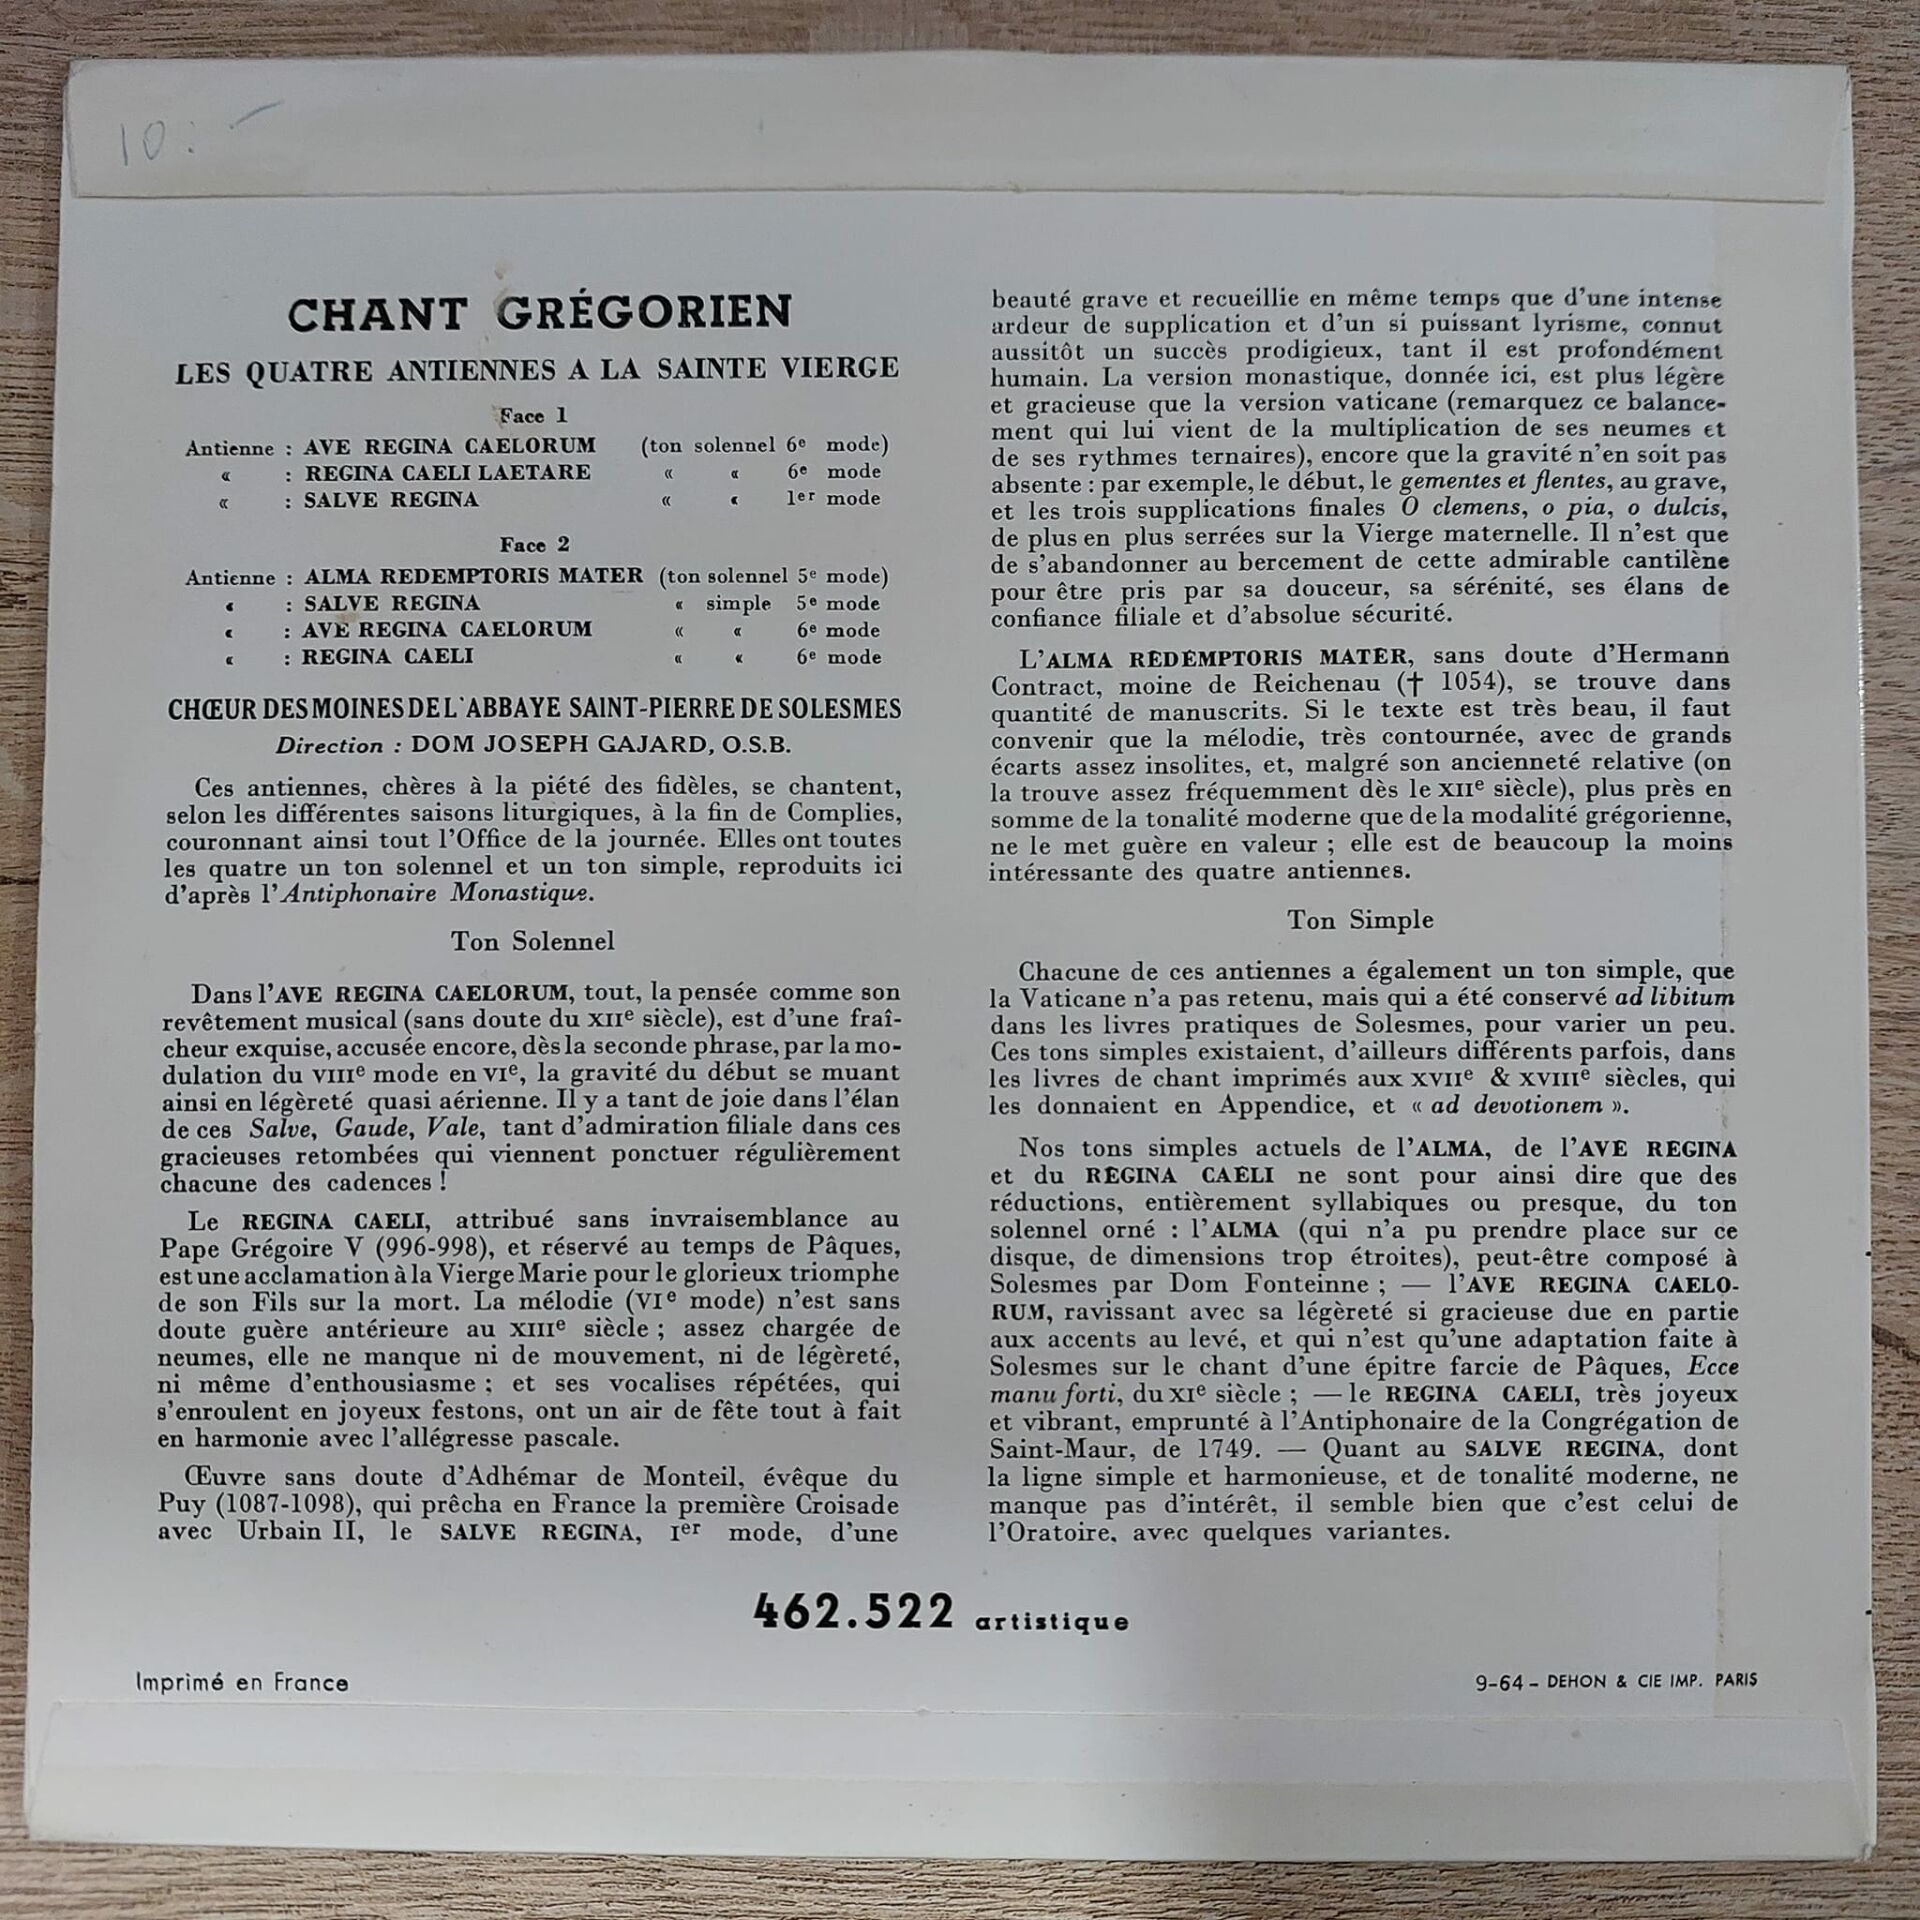 10:-
CHANT GRÉGORIEN
LES QUATRE ANTIENNES A LA SAINTE VIERGE
Face 1
Antienne : AVE REGINA CAELORUM (ton solennel 6e mode)
« : REGINA CAELI LAETARE « « 6e mode
« : SALVE REGINA « « 1er mode
Face 2
Antienne : ALMA REDEMPTORIS MATER (ton solennel 5e mode)
« : SALVE REGINA « simple 5e mode
« : AVE REGINA CAELORUM « « 6e mode
« : REGINA CAELI « « 6e mode
CHŒUR DES MOINES DE L'ABBAYE SAINT-PIERRE DE SOLESMES
Direction : DOM JOSEPH GAJARD, O.S.B.
Ces antiennes, chères à la piété des fidèles, se chantent,
selon les différentes saisons liturgiques, à la fin de Complies,
couronnant ainsi tout l'Office de la journée. Elles ont toutes
les quatre un ton solennel et un ton simple, reproduits ici
d'après l'Antiphonaire Monastique.
Ton Solennel
Dans l'AVE REGINA CAELORUM, tout, la pensée comme son
revêtement musical (sans doute du XIIe siècle), est d'une fraî-
cheur exquise, accusée encore, dès la seconde phrase, par la mo-
dulation du VIIIe mode en VIe, la gravité du début se muant
ainsi en légèreté quasi aérienne. Il y a tant de joie dans l'élan
de ces Salve, Gaude, Vale, tant d'admiration filiale dans ces
gracieuses retombées qui viennent ponctuer régulièrement
chacune des cadences !
Le REGINA CAELI, attribué sans invraisemblance au
Pape Grégoire V (996-998), et réservé au temps de Pâques,
est une acclamation à la Vierge Marie pour le glorieux triomphe
de son Fils sur la mort. La mélodie (VIe mode) n'est sans
doute guère antérieure au XIIIe siècle ; assez chargée de
neumes, elle ne manque ni de mouvement, ni de légèreté,
ni même d'enthousiasme ; et ses vocalises répétées, qui
s'enroulent en joyeux festons, ont un air de fête tout à fait
en harmonie avec l'allégresse pascale.
Œuvre sans doute d'Adhémar de Monteil, évêque du
Puy (1087-1098), qui prêcha en France la première Croisade
avec Urbain II, le SALVE REGINA, Ier mode, d'une
beauté grave et recueillie en même temps que d'une intense
ardeur de supplication et d'un si puissant lyrisme, connut
aussitôt un succès prodigieux, tant il est profondément
humain. La version monastique, donnée ici, est plus légère
et gracieuse que la version vaticane (remarquez ce balance-
ment qui lui vient de la multiplication de ses neumes et
de ses rythmes ternaires), encore que la gravité n'en soit pas
absente : par exemple, le début, le gementes et flentes, au grave,
et les trois supplications finales O clemens, o pia, o dulcis,
de plus en plus serrées sur la Vierge maternelle. Il n'est que
de s'abandonner au bercement de cette admirable cantilène
pour être pris par sa douceur, sa sérénité, ses élans de
confiance filiale et d'absolue sécurité.
L'ALMA RÉDÉMPTORIS MATÉR, sans doute d'Hermann
Contract, moine de Reichenau († 1054), se trouve dans
quantité de manuscrits. Si le texte est très beau, il faut
convenir que la mélodie, très contournée, avec de grands
écarts assez insolites, et, malgré son ancienneté relative (on
la trouve assez fréquemment dès le XIIe siècle), plus près en
somme de la tonalité moderne que de la modalité grégorienne,
ne le met guère en valeur ; elle est de beaucoup la moins
intéressante des quatre antiennes.
Ton Simple
Chacune de ces antiennes a également un ton simple, que
la Vaticane n'a pas retenu, mais qui a été conservé ad libitum
dans les livres pratiques de Solesmes, pour varier un peu.
Ces tons simples existaient, d'ailleurs différents parfois, dans
les livres de chant imprimés aux XVIIe & XVIIIe siècles, qui
les donnaient en Appendice, et « ad devotionem ».
Nos tons simples actuels de l'ALMA, de l'AVE REGINA
et du RÉGINA CAÉLI ne sont pour ainsi dire que des
réductions, entièrement syllabiques ou presque, du ton
solennel orné : l'ALMA (qui n'a pu prendre place sur ce
disque, de dimensions trop étroites), peut-être composé à
Solesmes par Dom Fonteinne ; — l'AVE REGINA CAELO-
RUM, ravissant avec sa légèreté si gracieuse due en partie
aux accents au levé, et qui n'est qu'une adaptation faite à
Solesmes sur le chant d'une épitre farcie de Pâques, Ecce
manu forti, du XIe siècle ; — le REGINA CAELI, très joyeux
et vibrant, emprunté à l'Antiphonaire de la Congrégation de
Saint-Maur, de 1749. — Quant au SALVE REGINA, dont
la ligne simple et harmonieuse, et de tonalité moderne, ne
manque pas d'intérêt, il semble bien que c'est celui de
l'Oratoire, avec quelques variantes.
462.522 artistique
Imprimé en France
9-64 - DEHON & CIE IMP. PARIS